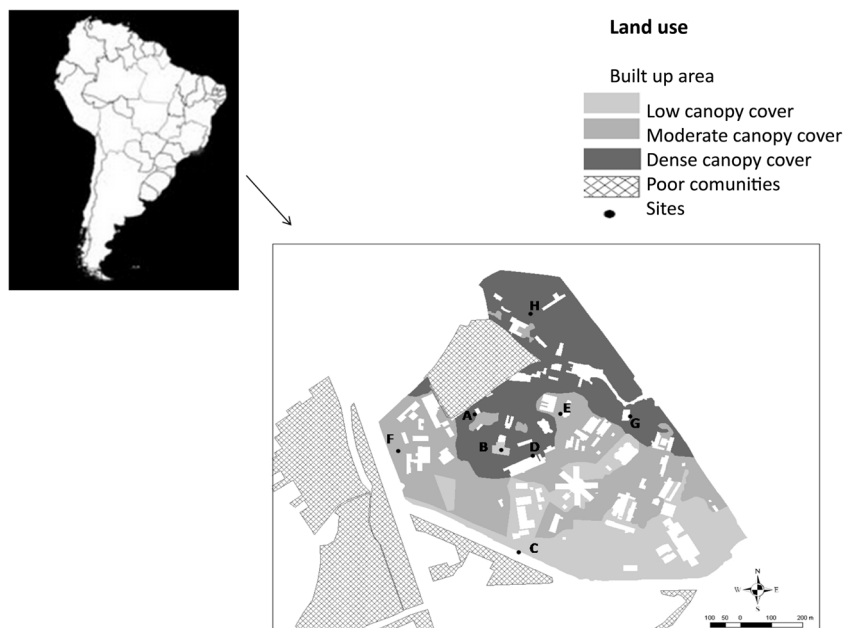 Land use
Built up area
Low canopy cover
Moderate canopy cover
Dense canopy cover
Poor comunities
Sites
H
A
E
G
F
B
D
C
N
W E
S
100 50 0 100 200 m